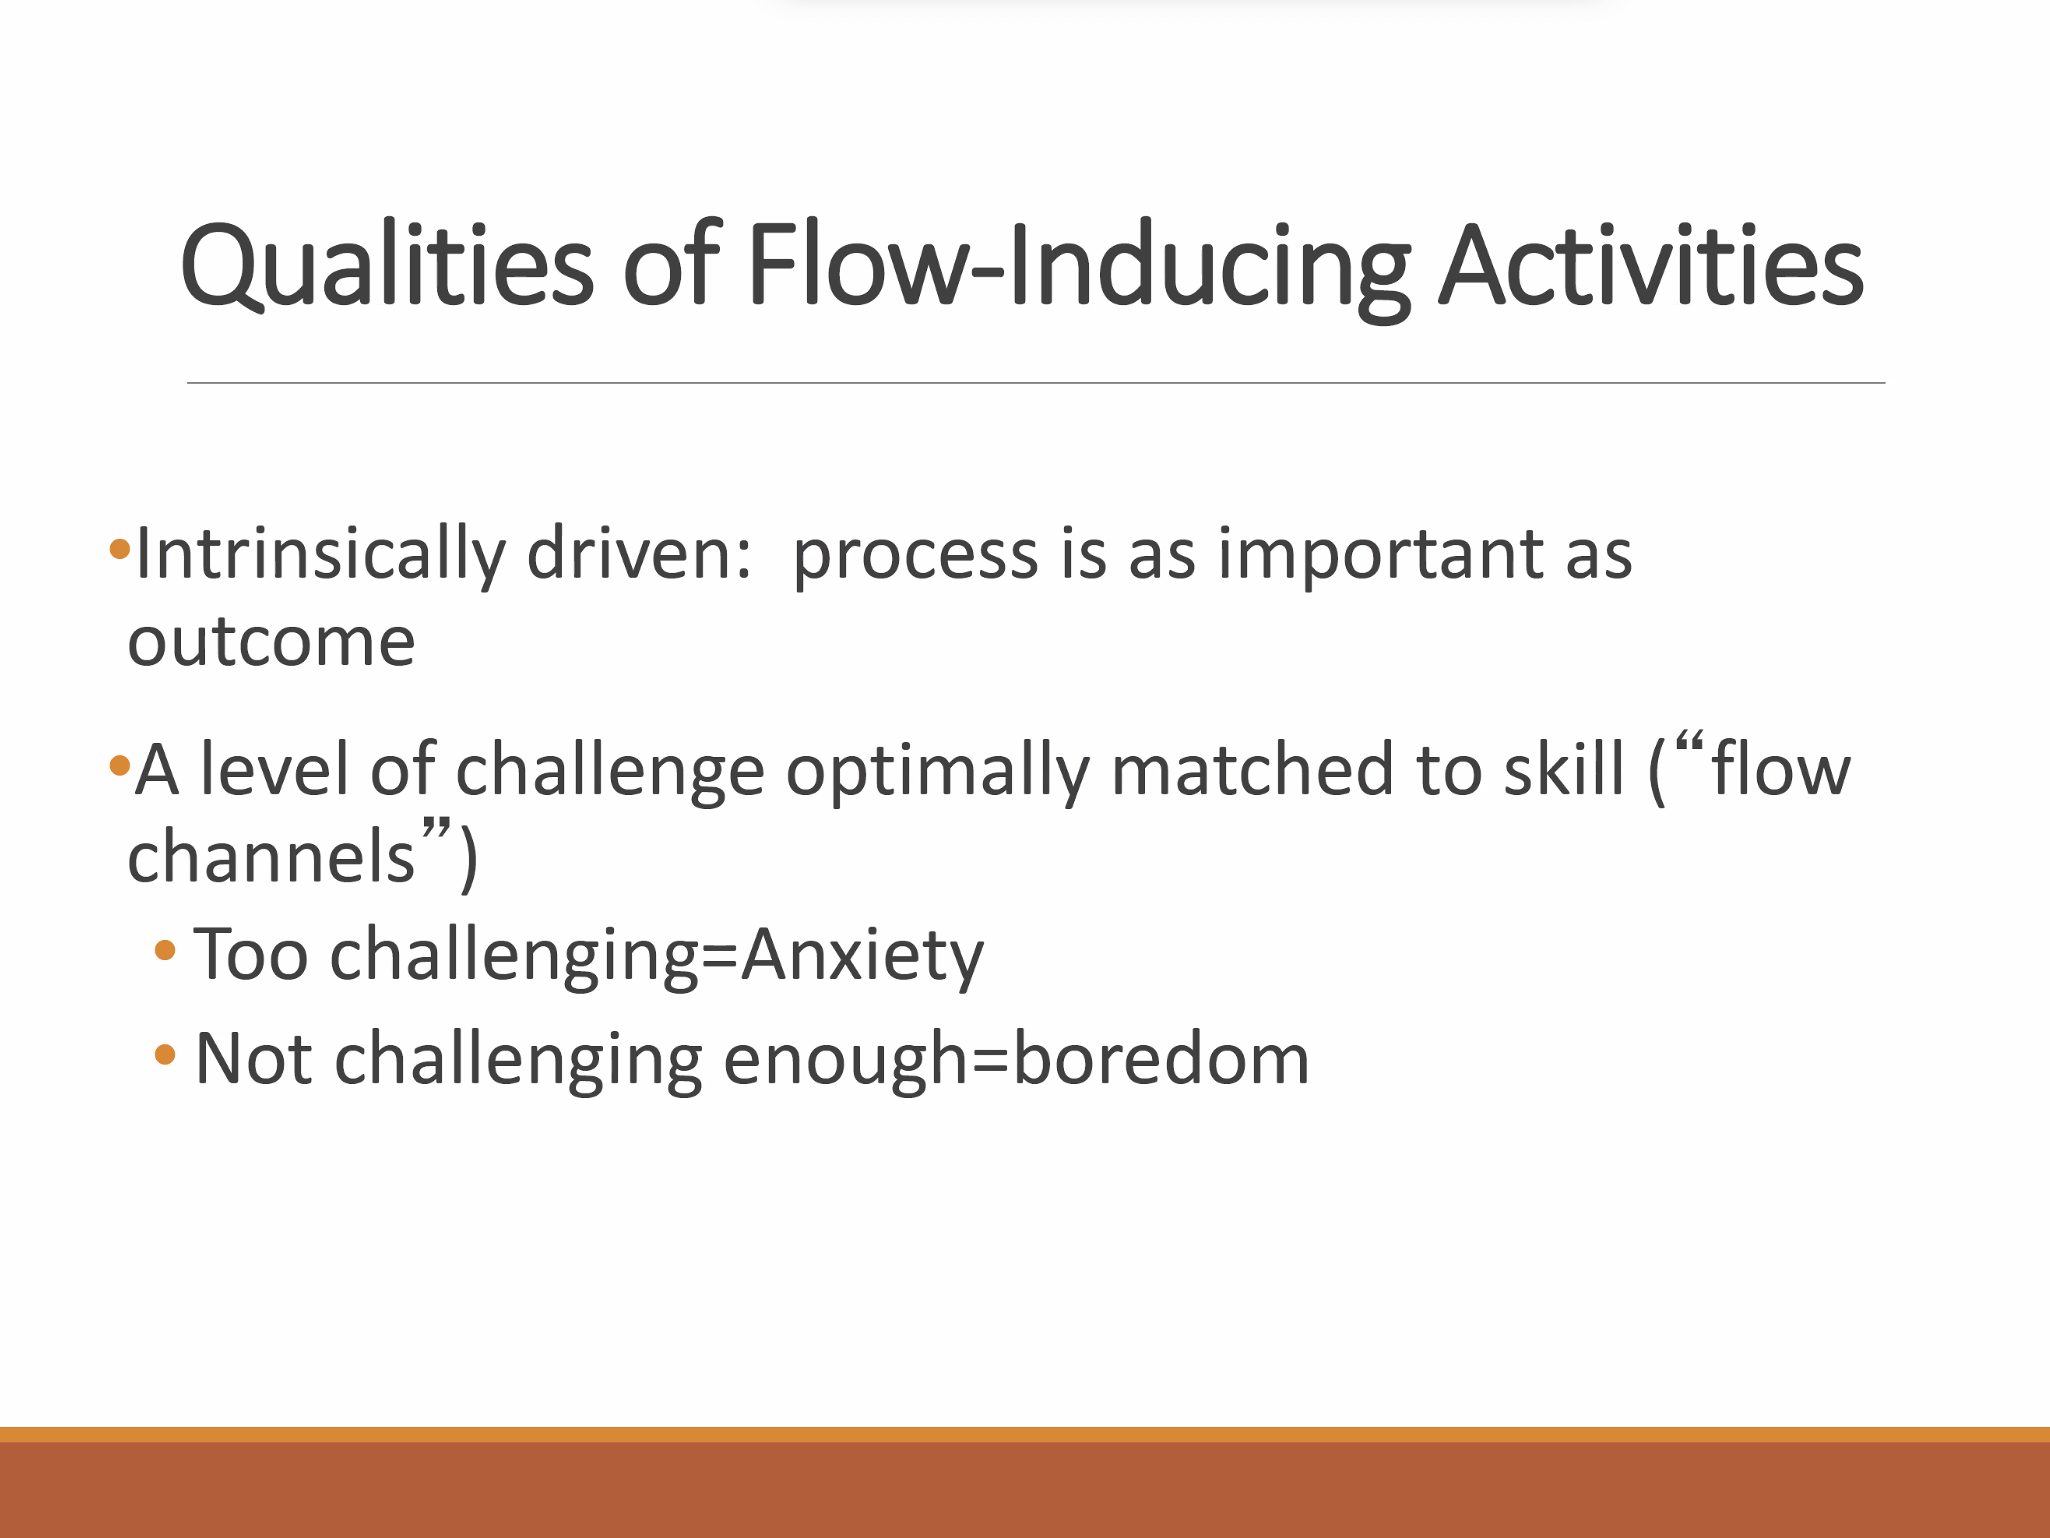 Qualities of Flow-Inducing Activities
•Intrinsically driven:  process is as important as
outcome
•A level of challenge optimally matched to skill (“flow
channels”)
• Too challenging=Anxiety
• Not challenging enough=boredom